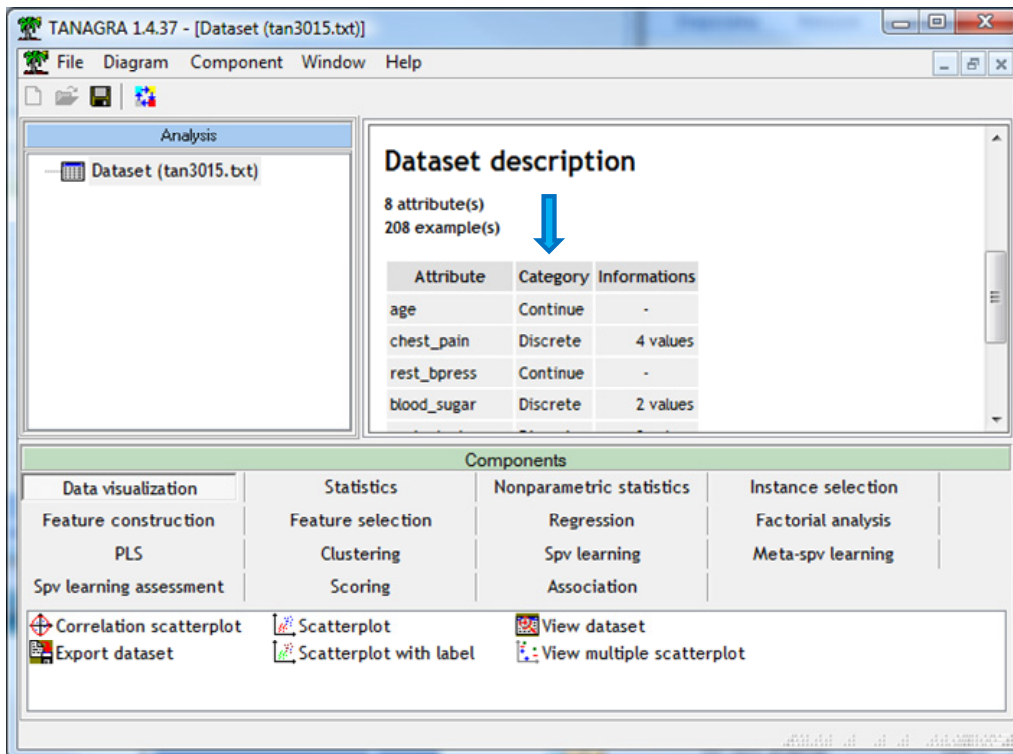 TANAGRA 1.4.37 - [Dataset (tan3015.txt)]
File Diagram Component Window Help
Analysis
Dataset (tan3015.txt)
Dataset description
8 attribute(s)
208 example(s)
Attribute Category Informations
age Continue -
chest_pain Discrete 4 values
rest_bpress Continue -
blood_sugar Discrete 2 values
Components
Data visualization Statistics Nonparametric statistics Instance selection
Feature construction Feature selection Regression Factorial analysis
PLS Clustering Spv learning Meta-spv learning
Spv learning assessment Scoring Association
Correlation scatterplot Scatterplot View dataset
Export dataset Scatterplot with label View multiple scatterplot